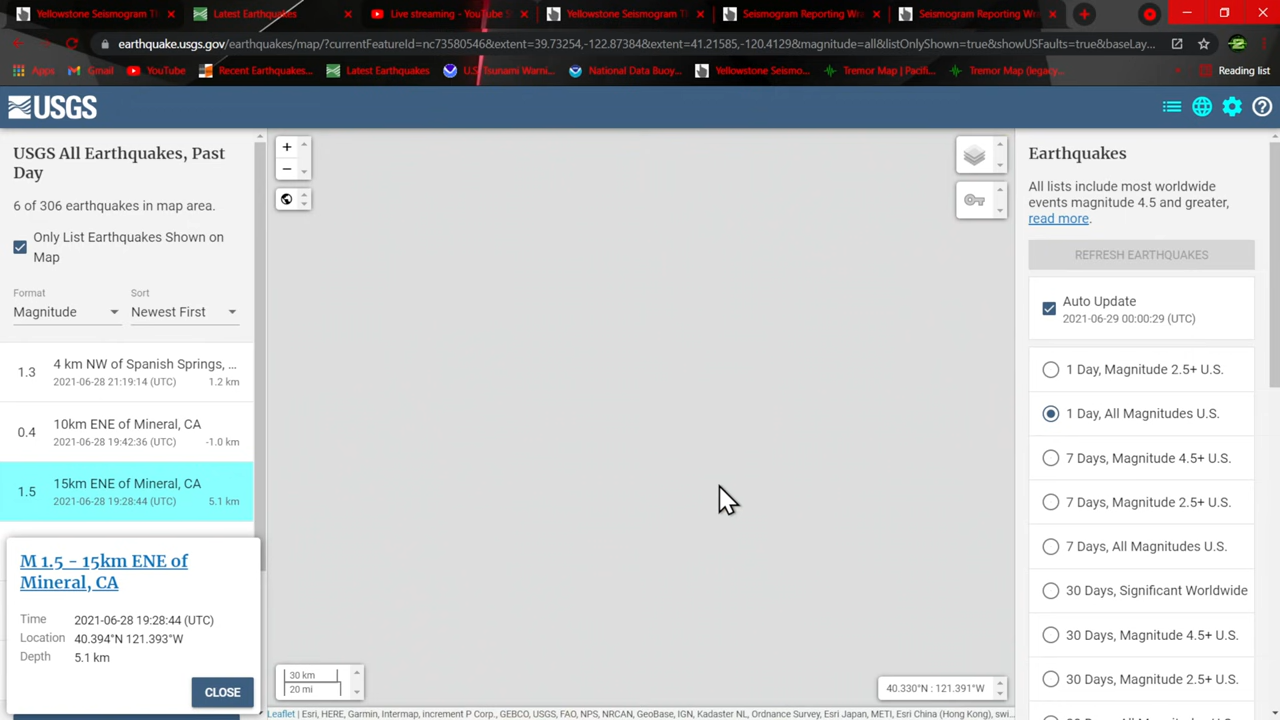 Yellowstone Seismogram T
Latest Earthquakes
Live streaming - YouTube S
Yellowstone Seismogram T
Seismogram Reporting Wr
Seismogram Reporting Wr
earthquake.usgs.gov/earthquakes/map/?currentFeatureId=nc73580546&extent=39.73254,-122.87384&extent=41.21585,-120.4129&magnitude=all&listOnlyShown=true&showUSFaults=true&baseLay...
Apps
Gmail
YouTube
Recent Earthquakes...
Latest Earthquakes
U.S. Tsunami Warni...
National Data Buoy...
Yellowstone Seismo...
Tremor Map | Pacifi...
Tremor Map (legacy...
Reading list
USGS
USGS All Earthquakes, Past
Day
6 of 306 earthquakes in map area.
Only List Earthquakes Shown on
Map
Format
Sort
Magnitude
Newest First
1.3
4 km NW of Spanish Springs, ...
2021-06-28 21:19:14 (UTC)
1.2 km
0.4
10km ENE of Mineral, CA
2021-06-28 19:42:36 (UTC)
-1.0 km
1.5
15km ENE of Mineral, CA
2021-06-28 19:28:44 (UTC)
5.1 km
M 1.5 - 15km ENE of
Mineral, CA
Time 2021-06-28 19:28:44 (UTC)
Location 40.394°N 121.393°W
Depth 5.1 km
CLOSE
+
−
30 km
20 mi
40.330°N : 121.391°W
Leaflet | Esri, HERE, Garmin, Intermap, increment P Corp., GEBCO, USGS, FAO, NPS, NRCAN, GeoBase, IGN, Kadaster NL, Ordnance Survey, Esri Japan, METI, Esri China (Hong Kong), swi...
Earthquakes
All lists include most worldwide
events magnitude 4.5 and greater,
read more.
REFRESH EARTHQUAKES
Auto Update
2021-06-29 00:00:29 (UTC)
1 Day, Magnitude 2.5+ U.S.
1 Day, All Magnitudes U.S.
7 Days, Magnitude 4.5+ U.S.
7 Days, Magnitude 2.5+ U.S.
7 Days, All Magnitudes U.S.
30 Days, Significant Worldwide
30 Days, Magnitude 4.5+ U.S.
30 Days, Magnitude 2.5+ U.S.